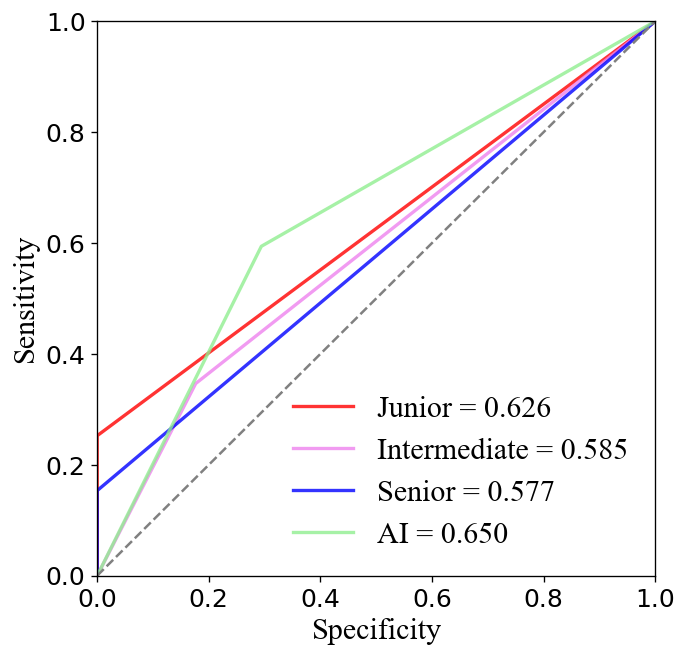 1.0
0.8
0.6
0.4
0.2
0.0
Sensitivity
Junior = 0.626
Intermediate = 0.585
Senior = 0.577
AI = 0.650
0.0 0.2 0.4 0.6 0.8 1.0
Specificity